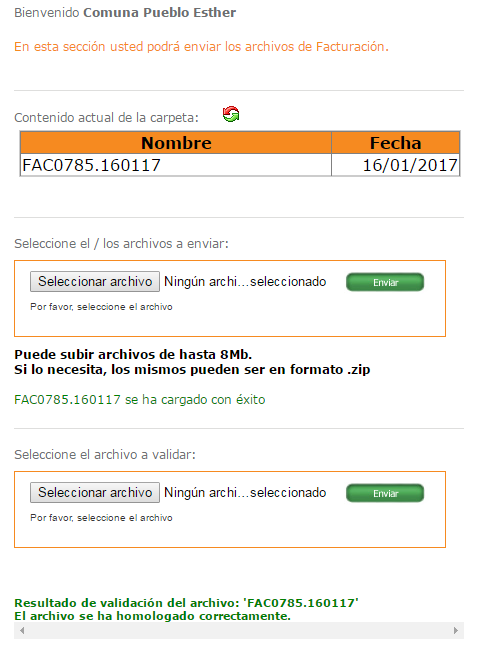 Bienvenido Comuna Pueblo Esther
En esta sección usted podrá enviar los archivos de Facturación.
Contenido actual de la carpeta:
Nombre Fecha
FAC0785.160117 16/01/2017
Seleccione el / los archivos a enviar:
Seleccionar archivo Ningún archi...seleccionado Enviar
Por favor, seleccione el archivo
Puede subir archivos de hasta 8Mb.
Si lo necesita, los mismos pueden ser en formato .zip
FAC0785.160117 se ha cargado con éxito
Seleccione el archivo a validar:
Seleccionar archivo Ningún archi...seleccionado Enviar
Por favor, seleccione el archivo
Resultado de validación del archivo: 'FAC0785.160117'
El archivo se ha homologado correctamente.